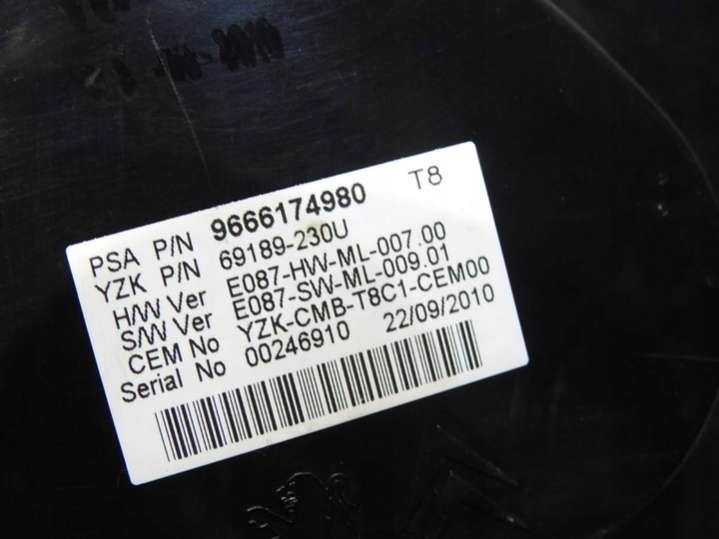 PSA P/N 9666174980 T8
YZK P/N 69189-230U
H/W Ver E087-HW-ML-007.00
S/W Ver E087-SW-ML-009.01
CEM No YZK-CMB-T8C1-CEM00
Serial No 00246910 22/09/2010